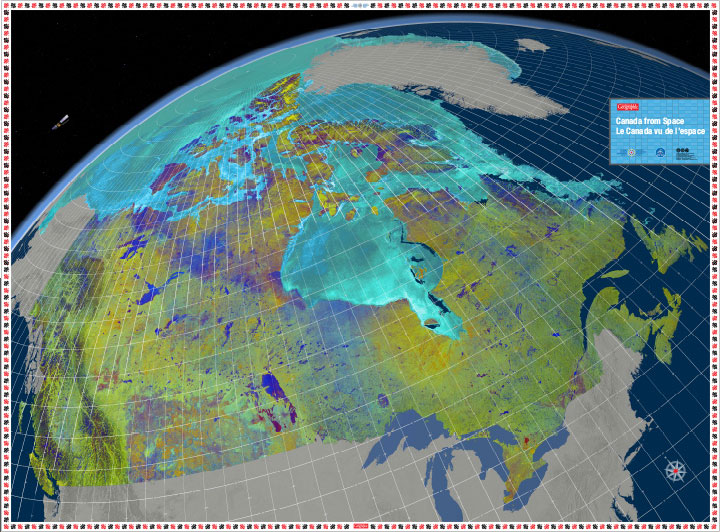 Geographic
Canada from Space
Le Canada vu de l'espace